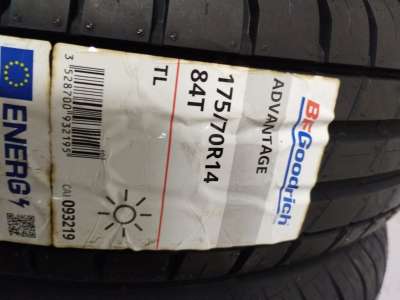 BFGoodrich
ADVANTAGE
175/70R14
84T
TL
3 528700 932195
CAI 093219
ENERG